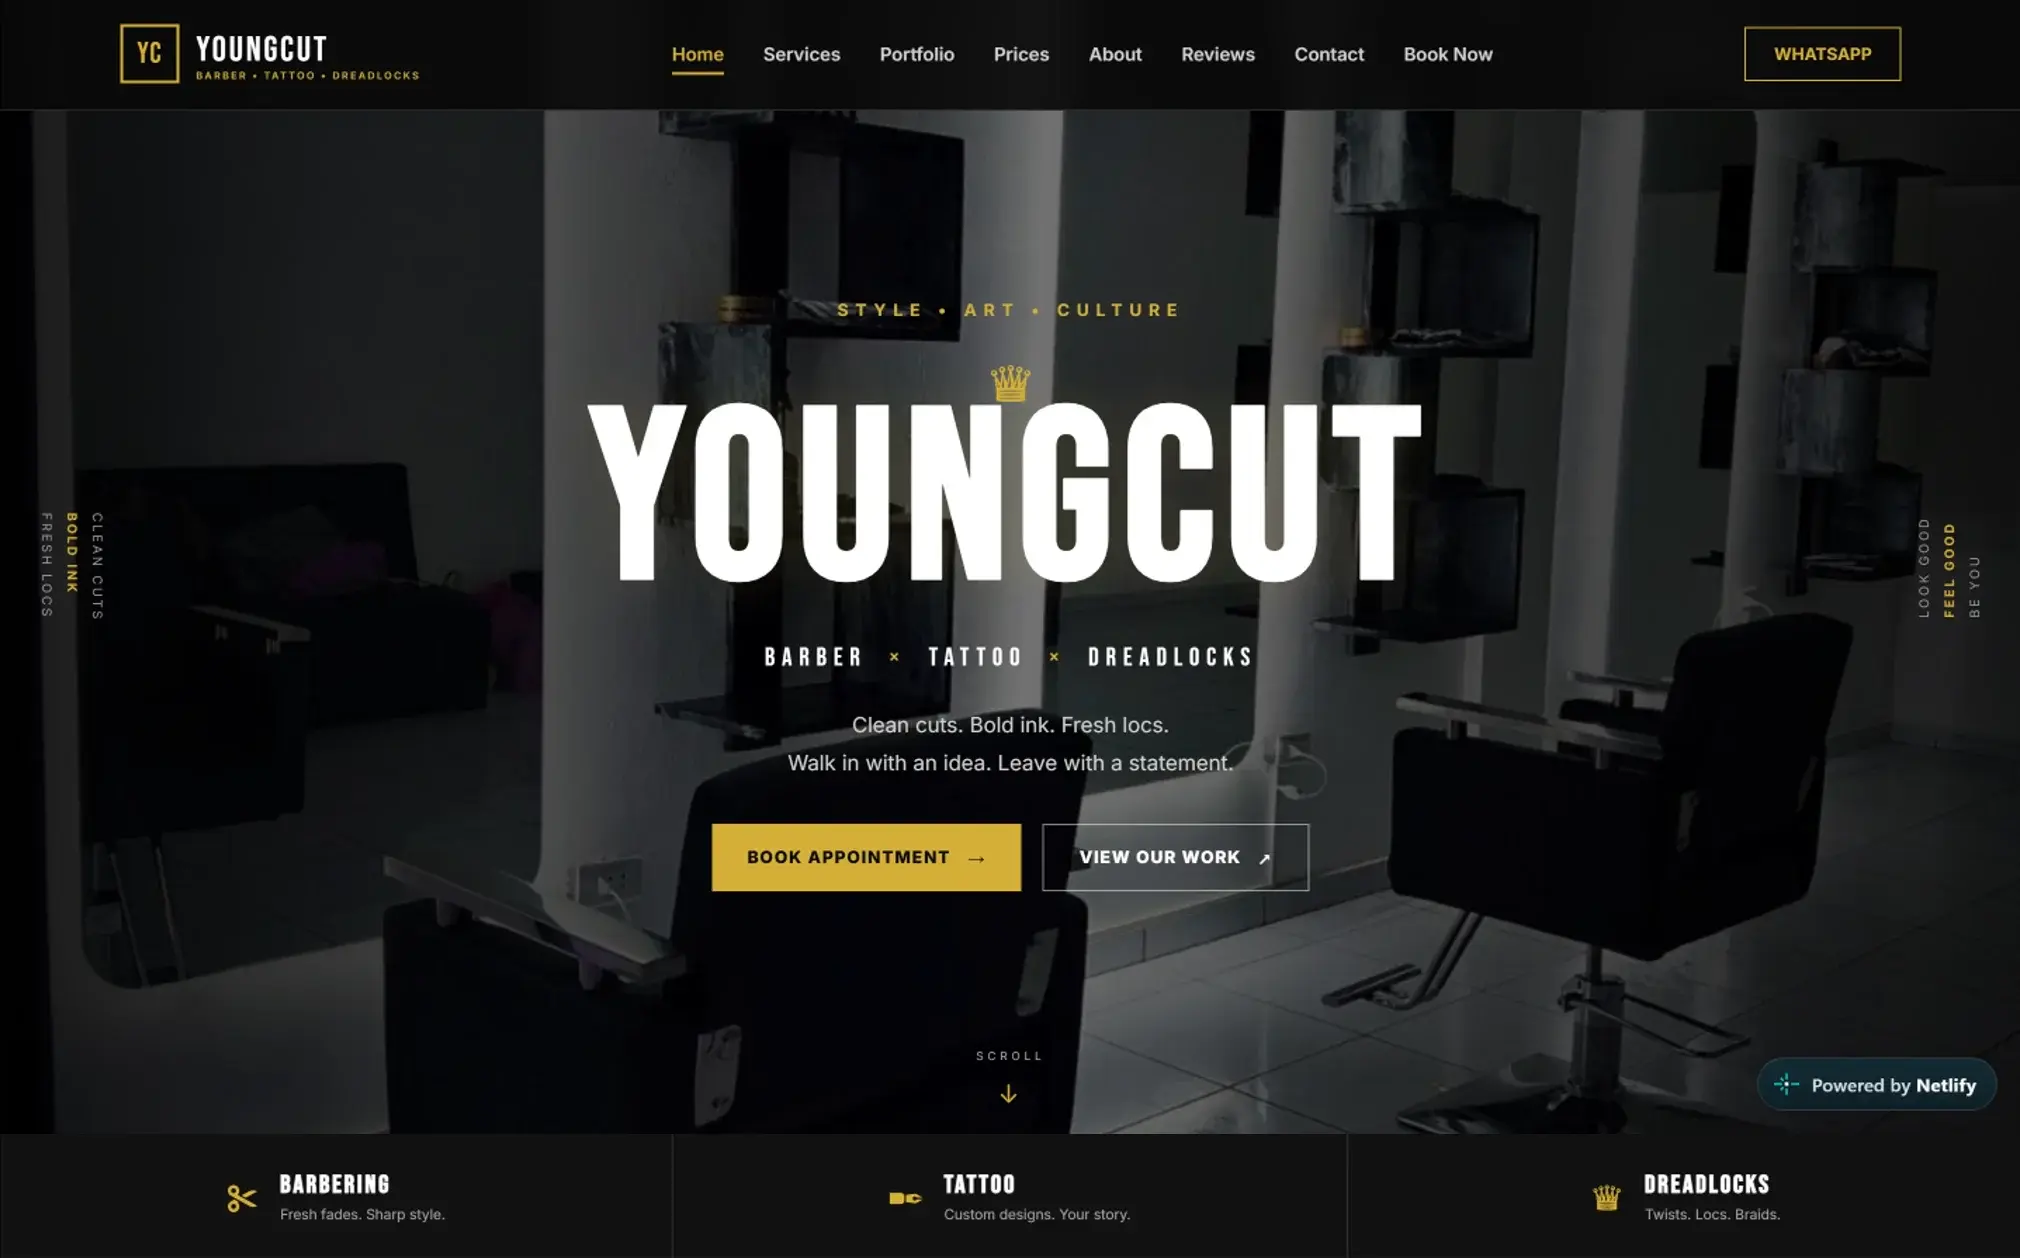 YC
YOUNGCUT
BARBER • TATTOO • DREADLOCKS
Home
Services
Portfolio
Prices
About
Reviews
Contact
Book Now
WHATSAPP
STYLE • ART • CULTURE
YOUNGCUT
BARBER × TATTOO × DREADLOCKS
Clean cuts. Bold ink. Fresh locs.
Walk in with an idea. Leave with a statement.
BOOK APPOINTMENT →
VIEW OUR WORK ↗
CLEAN CUTS
BOLD INK
FRESH LOCS
LOOK GOOD
FEEL GOOD
BE YOU
SCROLL
↓
Powered by Netlify
BARBERING
Fresh fades. Sharp style.
TATTOO
Custom designs. Your story.
DREADLOCKS
Twists. Locs. Braids.